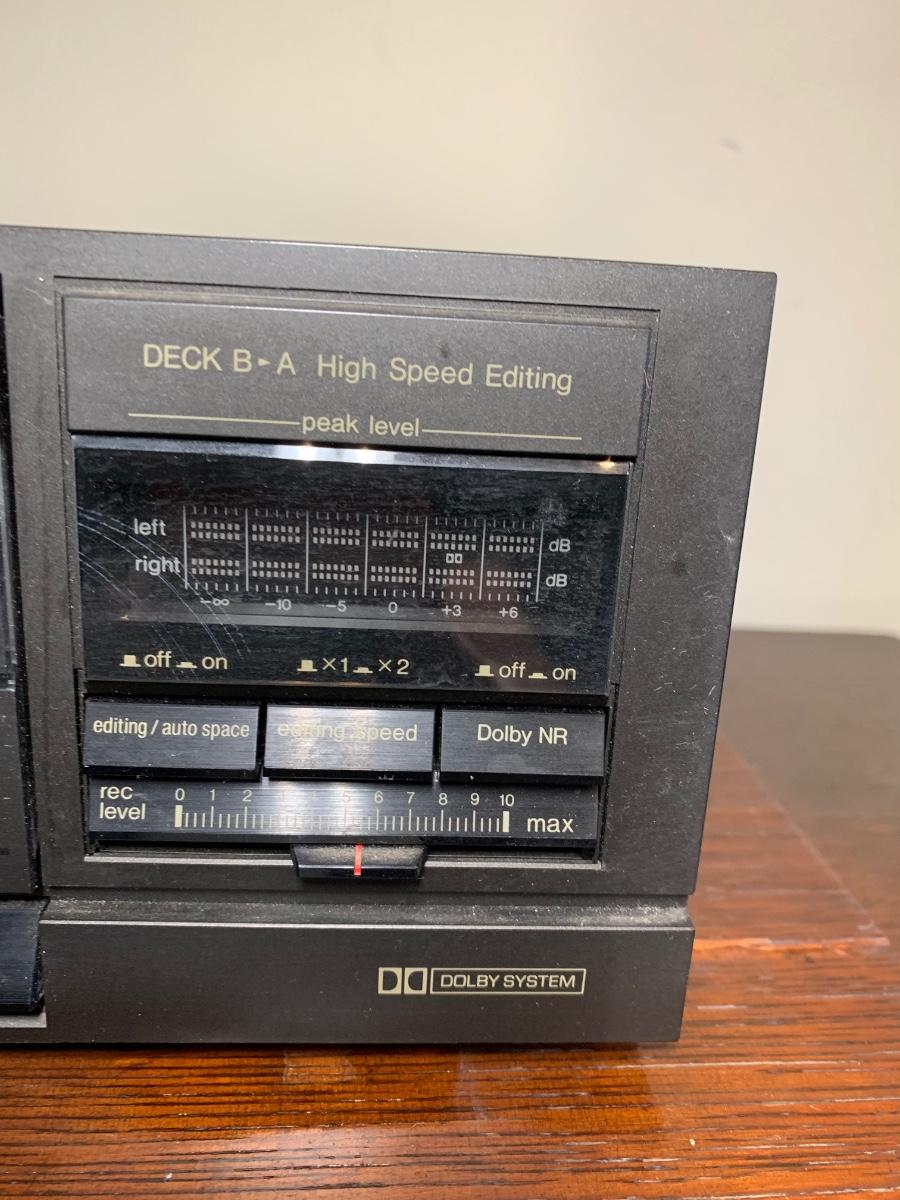 DECK B▸A High Speed Editing
peak level
left dB
right dB
-∞ -10 -5 0 +3 +6
off on ×1 ×2 off on
editing / auto space editing Speed Dolby NR
rec level 0 1 2 3 4 5 6 7 8 9 10 max
DOLBY SYSTEM